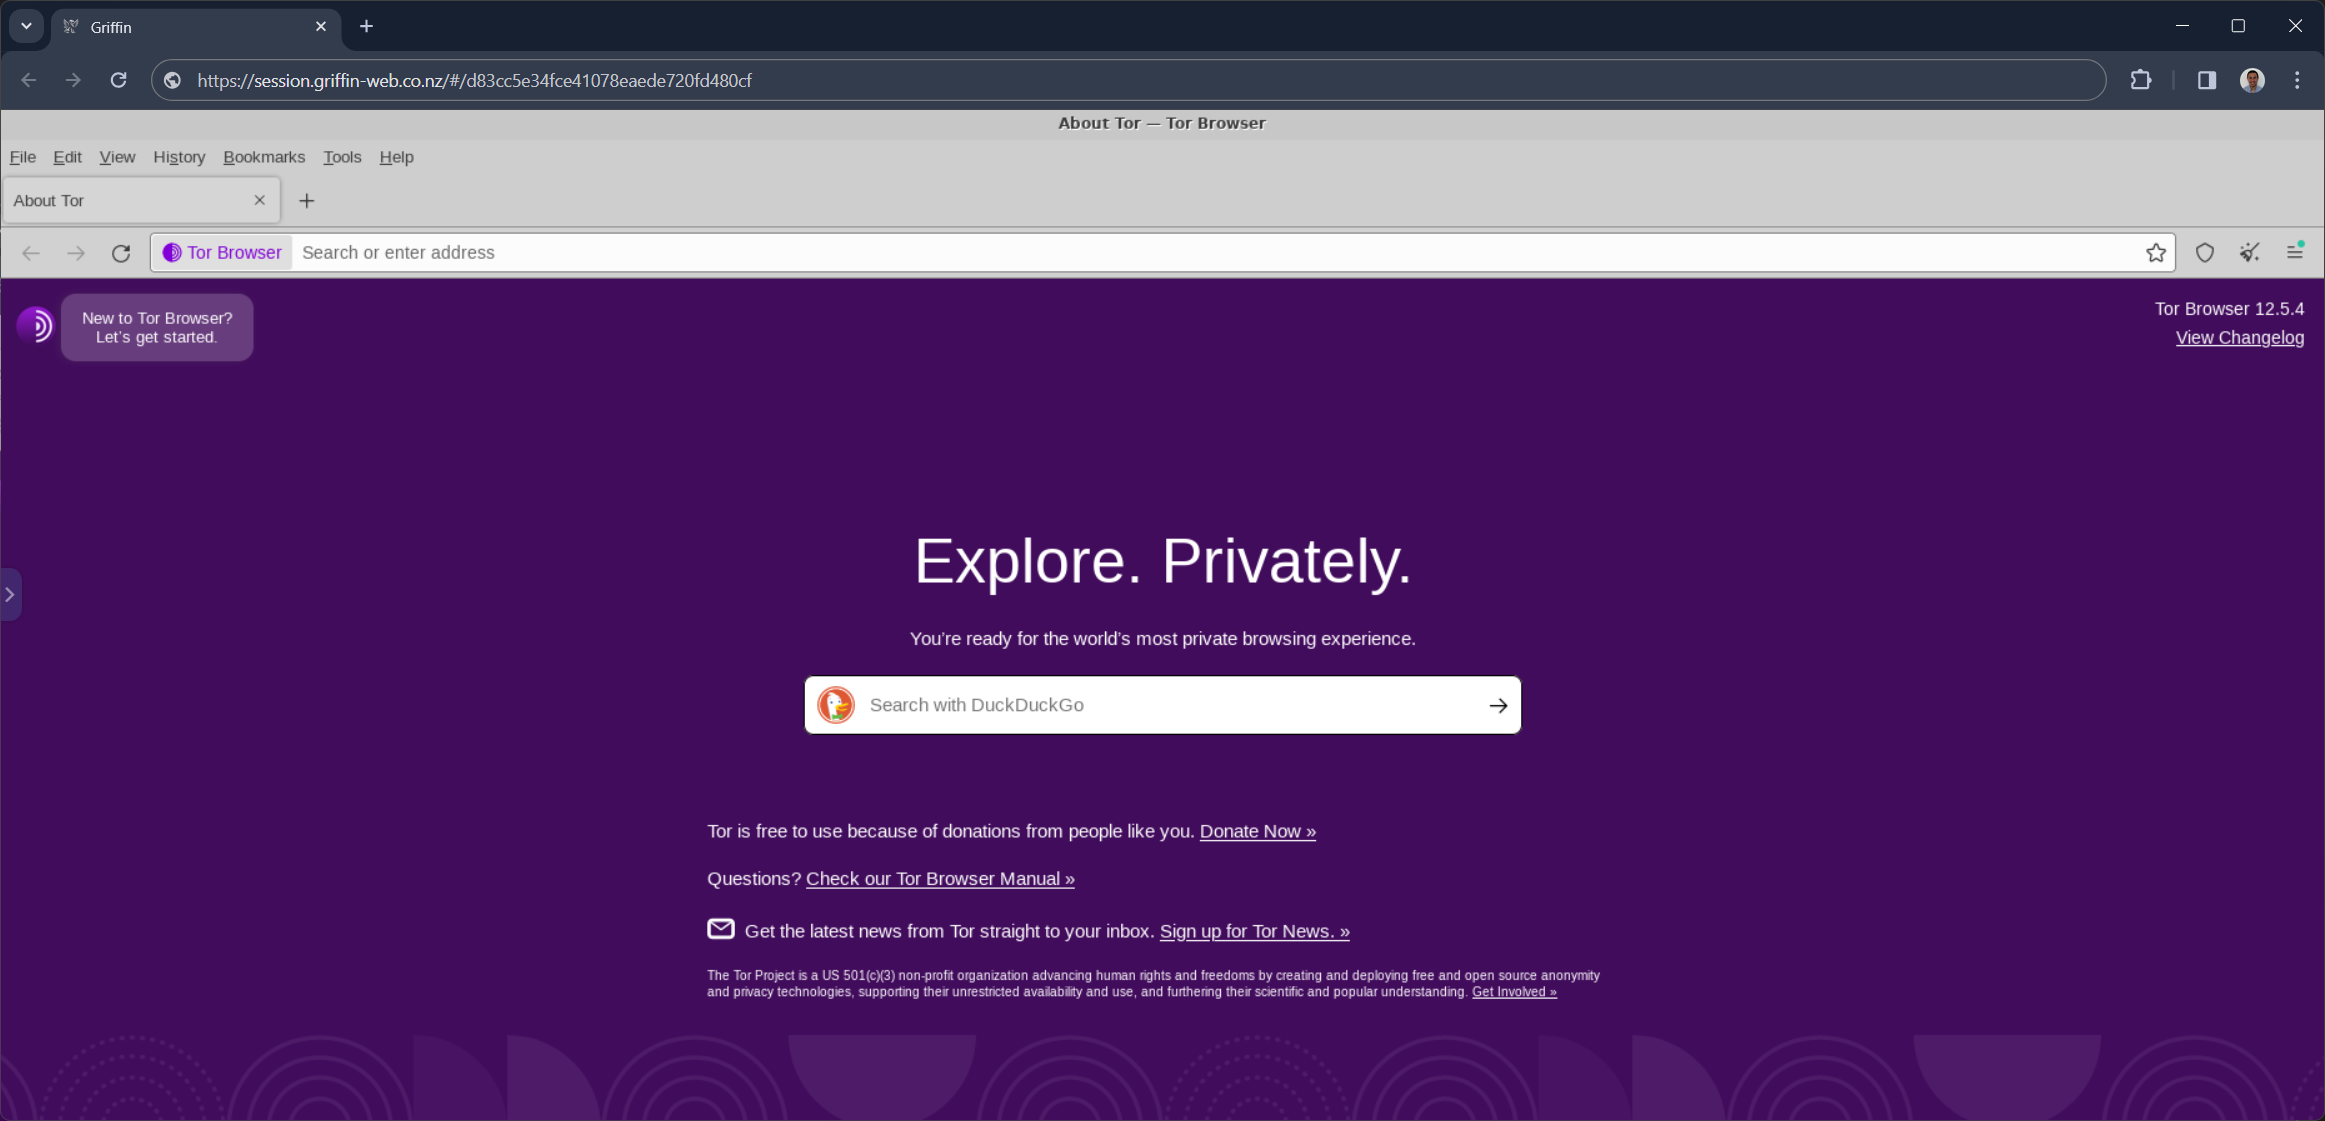 Griffin
https://session.griffin-web.co.nz/#/d83cc5e34fce41078eaede720fd480cf
About Tor — Tor Browser
File Edit View History Bookmarks Tools Help
About Tor
Tor Browser Search or enter address
New to Tor Browser?
Let's get started.
Tor Browser 12.5.4
View Changelog
Explore. Privately.
You’re ready for the world’s most private browsing experience.
Search with DuckDuckGo
Tor is free to use because of donations from people like you. Donate Now »
Questions? Check our Tor Browser Manual »
Get the latest news from Tor straight to your inbox. Sign up for Tor News. »
The Tor Project is a US 501(c)(3) non-profit organization advancing human rights and freedoms by creating and deploying free and open source anonymity
and privacy technologies, supporting their unrestricted availability and use, and furthering their scientific and popular understanding. Get Involved »